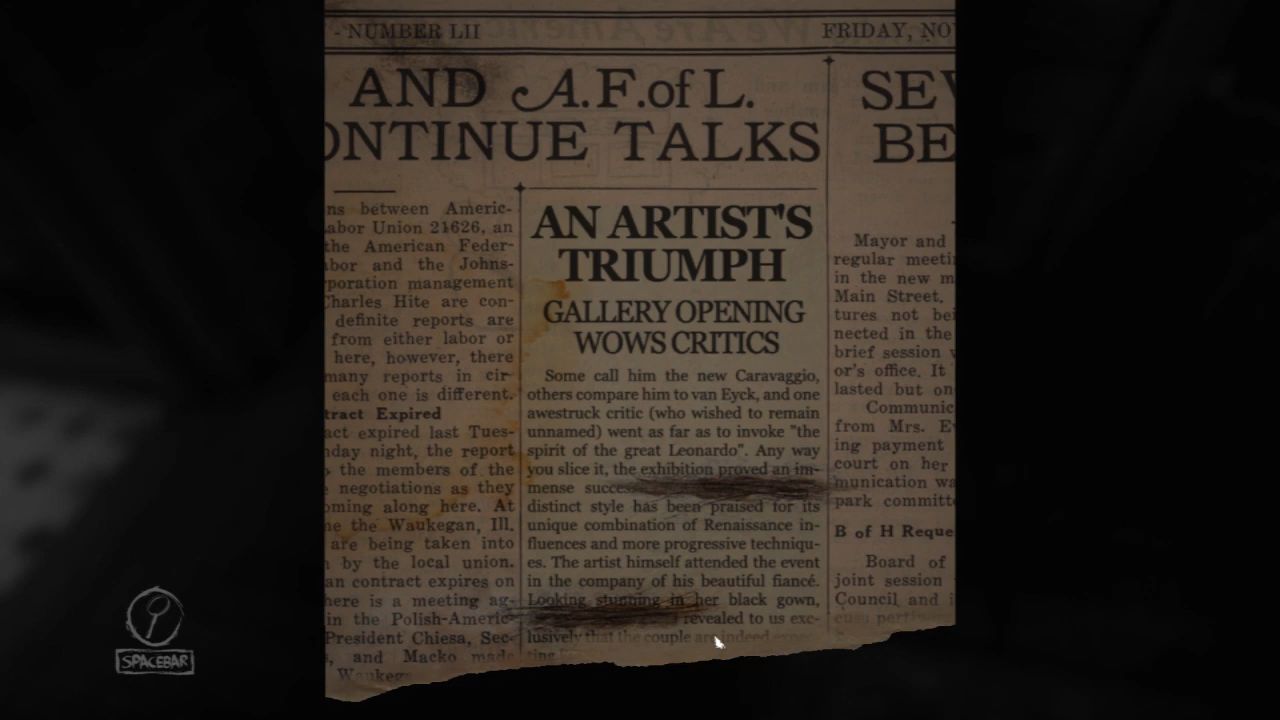 - NUMBER LII
FRIDAY, NO
AND A.F.of L.
ONTINUE TALKS
SEV
BE
ns between Americ-
abor Union 21626, an
the American Feder-
bor and the Johns-
poration management
Charles Hite are con-
definite reports are
from either labor or
here, however, there
many reports in cir-
each one is different.
tract Expired
act expired last Tues-
day night, the report
the members of the
negotiations as they
oming along here. At
ne the Waukegan, Ill.
are being taken into
by the local union.
an contract expires on
here is a meeting ag-
in the Polish-Americ-
President Chiesa, Sec-
, and Macko made
Waukeg
AN ARTIST'S
TRIUMPH
GALLERY OPENING
WOWS CRITICS
Some call him the new Caravaggio,
others compare him to van Eyck, and one
awestruck critic (who wished to remain
unnamed) went as far as to invoke "the
spirit of the great Leonardo". Any way
you slice it, the exhibition proved an im-
mense success
distinct style has been praised for its
unique combination of Renaissance in-
fluences and more progressive techniqu-
es. The artist himself attended the event
in the company of his beautiful fiancé.
Looking stunning in her black gown,
revealed to us exc-
lusively that the couple are indeed expec-
ting
Mayor and
regular meetin
in the new m
Main Street.
tures not bei
nected in the
brief session w
or's office. It
lasted but on
Communic
from Mrs. Ev
ing payment
court on her
munication wa
park committe
B of H Reque
Board of
joint session
Council and i
cuss pertin
SPACEBAR